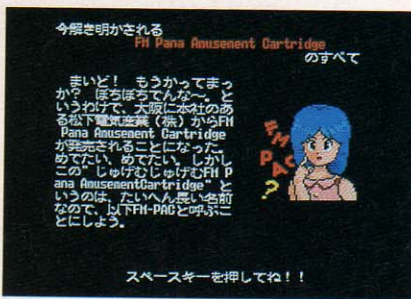 今解き明かされる
FM Pana Amusement Cartridge
のすべて
まいど！　もうかってまっ
か？　ぼちぼちでんな～。と
いうわけで、大阪に本社のあ
る松下電気産業（株）からFM
Pana Amusement Cartridge
が発売されることになった。
めでたい、めでたい。しかし
この"じゅげむじゅげむFM P
ana AmusementCartridge"と
いうのは、たいへん長い名前
なので、以下FM-PACと呼ぶこ
とにしよう。
FM
PAC
?
スペースキーを押してね！！